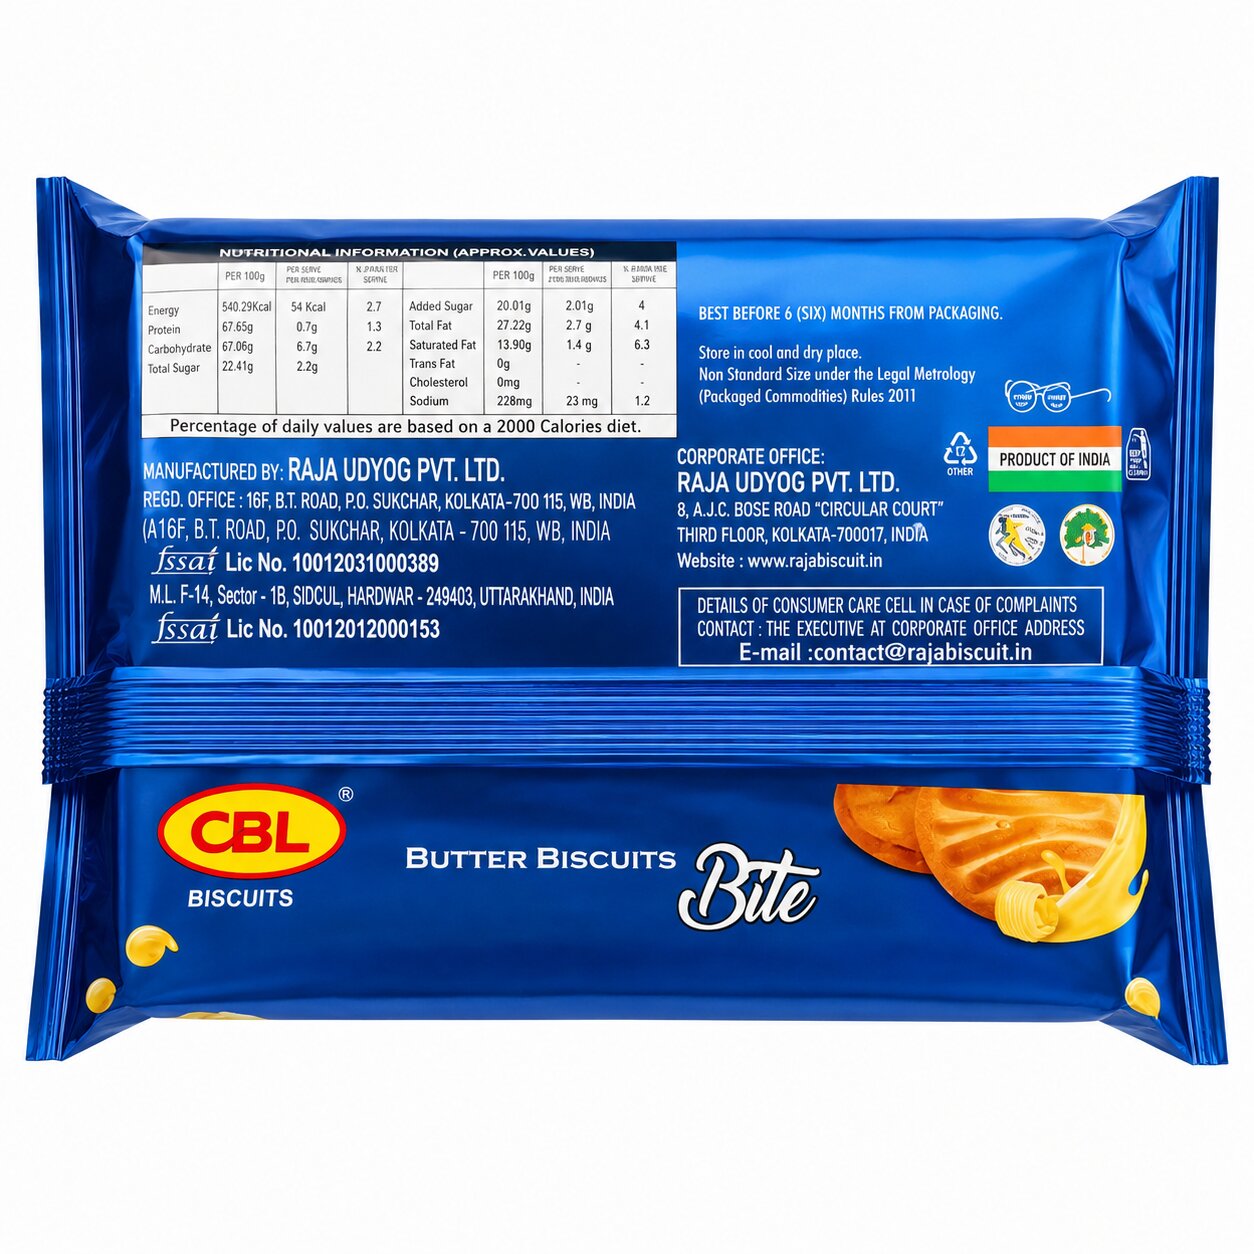 NUTRITIONAL INFORMATION (APPROX.VALUES)
PER 100g PER SERVE PER 100g PER SERVE
Energy 540.29Kcal 54 Kcal 2.7
Protein 67.65g 0.7g 1.3
Carbohydrate 67.06g 6.7g 2.2
Total Sugar 22.41g 2.2g
Added Sugar 20.01g 2.01g 4
Total Fat 27.22g 2.7 g 4.1
Saturated Fat 13.90g 1.4 g 6.3
Trans Fat 0g - -
Cholesterol 0mg - -
Sodium 228mg 23 mg 1.2
Percentage of daily values are based on a 2000 Calories diet.
MANUFACTURED BY: RAJA UDYOG PVT. LTD.
REGD. OFFICE : 16F, B.T. ROAD, P.O. SUKCHAR, KOLKATA-700 115, WB, INDIA
(A16F, B.T. ROAD, P.O. SUKCHAR, KOLKATA - 700 115, WB, INDIA
fssai Lic No. 10012031000389
M.L. F-14, Sector - 1B, SIDCUL, HARDWAR - 249403, UTTARAKHAND, INDIA
fssai Lic No. 10012012000153
BEST BEFORE 6 (SIX) MONTHS FROM PACKAGING.
Store in cool and dry place.
Non Standard Size under the Legal Metrology
(Packaged Commodities) Rules 2011
CORPORATE OFFICE:
RAJA UDYOG PVT. LTD.
8, A.J.C. BOSE ROAD “CIRCULAR COURT”
THIRD FLOOR, KOLKATA-700017, INDIA
Website : www.rajabiscuit.in
OTHER
PRODUCT OF INDIA
DETAILS OF CONSUMER CARE CELL IN CASE OF COMPLAINTS
CONTACT : THE EXECUTIVE AT CORPORATE OFFICE ADDRESS
E-mail :contact@rajabiscuit.in
CBL ®
BISCUITS
BUTTER BISCUITS
Bite